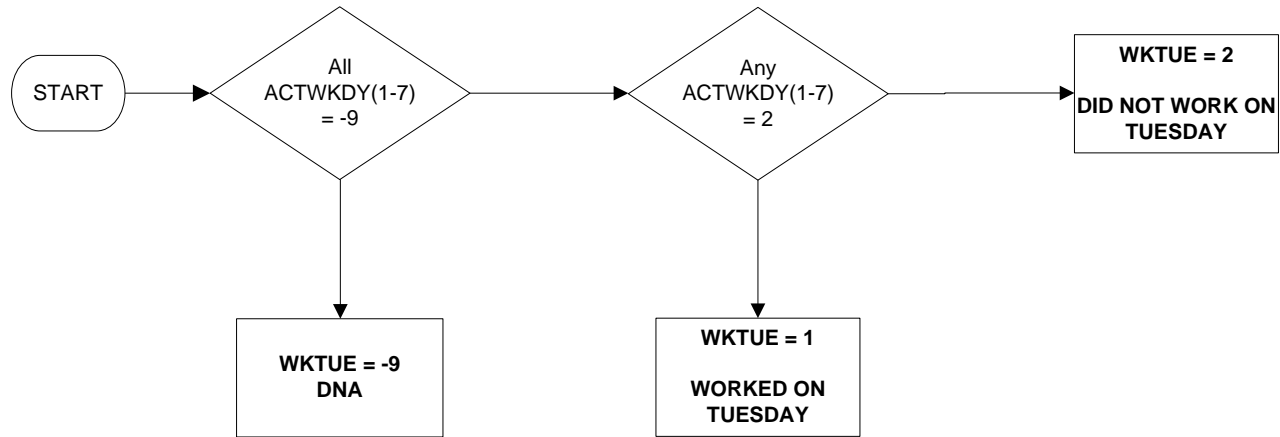 START
All
ACTWKDY(1-7)
= -9
Any
ACTWKDY(1-7)
= 2
WKTUE = 2
DID NOT WORK ON
TUESDAY
WKTUE = -9
DNA
WKTUE = 1
WORKED ON
TUESDAY